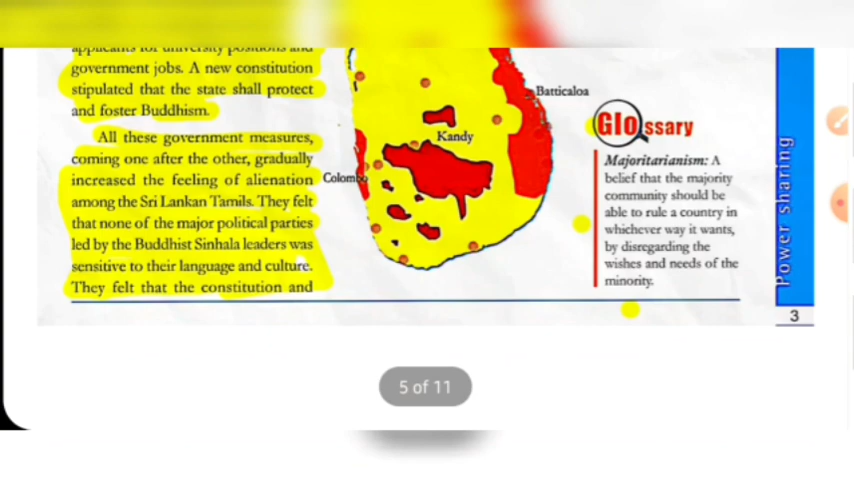 applicants for university positions and
government jobs. A new constitution
stipulated that the state shall protect
and foster Buddhism.
All these government measures,
coming one after the other, gradually
increased the feeling of alienation
among the Sri Lankan Tamils. They felt
that none of the major political parties
led by the Buddhist Sinhala leaders was
sensitive to their language and culture.
They felt that the constitution and
Batticaloa
Kandy
Colombo
Glossary
Majoritarianism: A
belief that the majority
community should be
able to rule a country in
whichever way it wants,
by disregarding the
wishes and needs of the
minority.
Power sharing
3
5 of 11